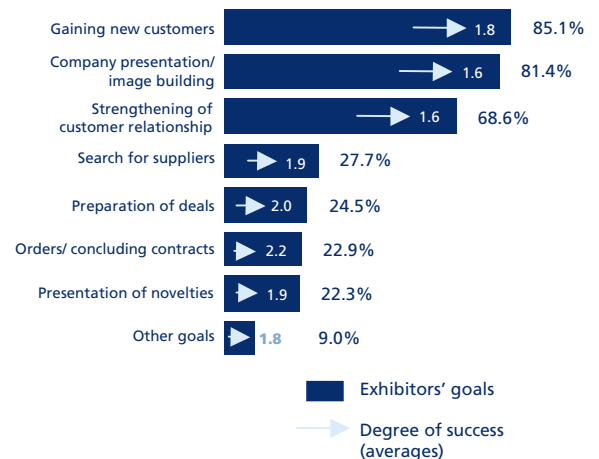 Gaining new customers 1.8 85.1%
Company presentation/
image building 1.6 81.4%
Strengthening of
customer relationship 1.6 68.6%
Search for suppliers 1.9 27.7%
Preparation of deals 2.0 24.5%
Orders/ concluding contracts 2.2 22.9%
Presentation of novelties 1.9 22.3%
Other goals 1.8 9.0%
Exhibitors’ goals
Degree of success
(averages)